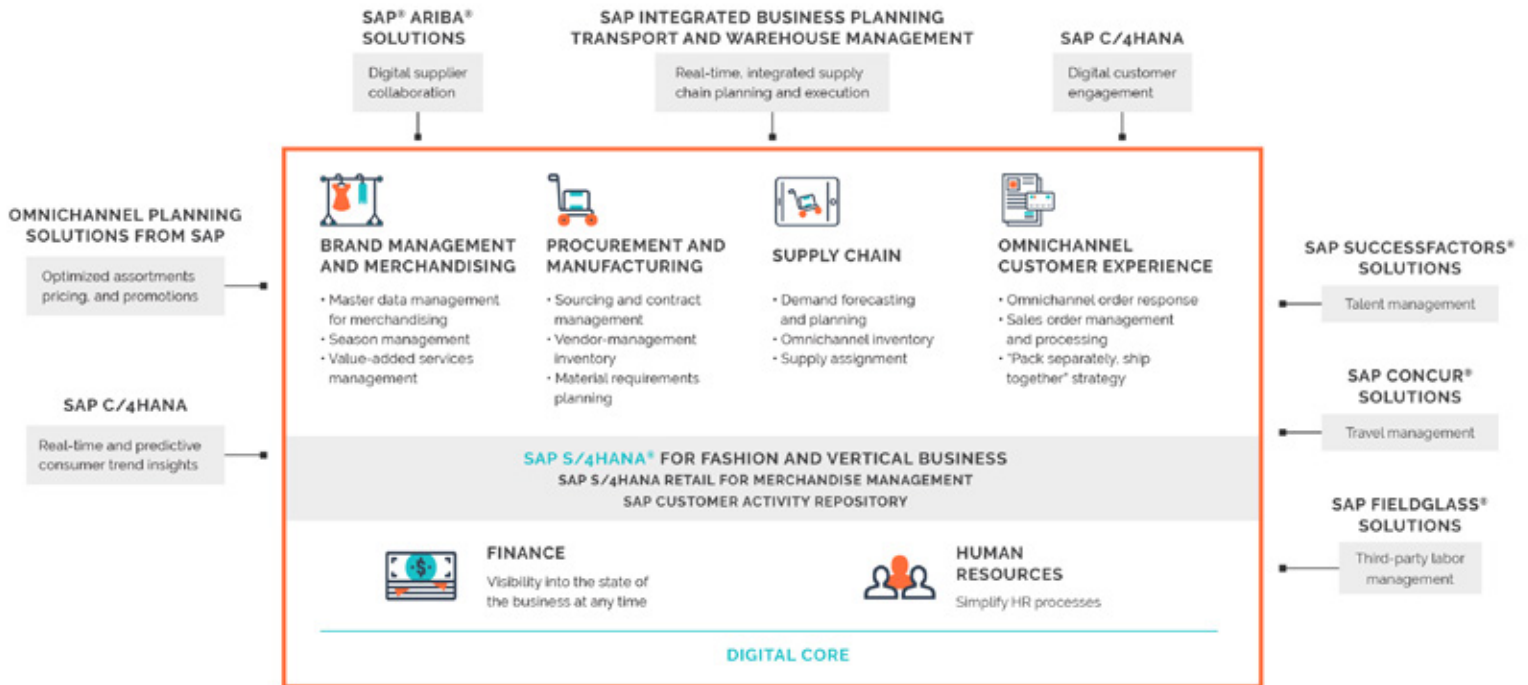 SAP® ARIBA®
SOLUTIONS
Digital supplier
collaboration
SAP INTEGRATED BUSINESS PLANNING
TRANSPORT AND WAREHOUSE MANAGEMENT
Real-time, integrated supply
chain planning and execution
SAP C/4HANA
Digital customer
engagement
OMNICHANNEL PLANNING
SOLUTIONS FROM SAP
Optimized assortments
pricing, and promotions
SAP C/4HANA
Real-time and predictive
consumer trend insights
BRAND MANAGEMENT
AND MERCHANDISING
• Master data management
for merchandising
• Season management
• Value-added services
management
PROCUREMENT AND
MANUFACTURING
• Sourcing and contract
management
• Vendor-management
inventory
• Material requirements
planning
SUPPLY CHAIN
• Demand forecasting
and planning
• Omnichannel inventory
• Supply assignment
OMNICHANNEL
CUSTOMER EXPERIENCE
• Omnichannel order response
• Sales order management
and processing
• "Pack separately, ship
together" strategy
SAP S/4HANA® FOR FASHION AND VERTICAL BUSINESS
SAP S/4HANA RETAIL FOR MERCHANDISE MANAGEMENT
SAP CUSTOMER ACTIVITY REPOSITORY
$
FINANCE
Visibility into the state of
the business at any time
HUMAN
RESOURCES
Simplify HR processes
DIGITAL CORE
SAP SUCCESSFACTORS®
SOLUTIONS
Talent management
SAP CONCUR®
SOLUTIONS
Travel management
SAP FIELDGLASS®
SOLUTIONS
Third-party labor
management